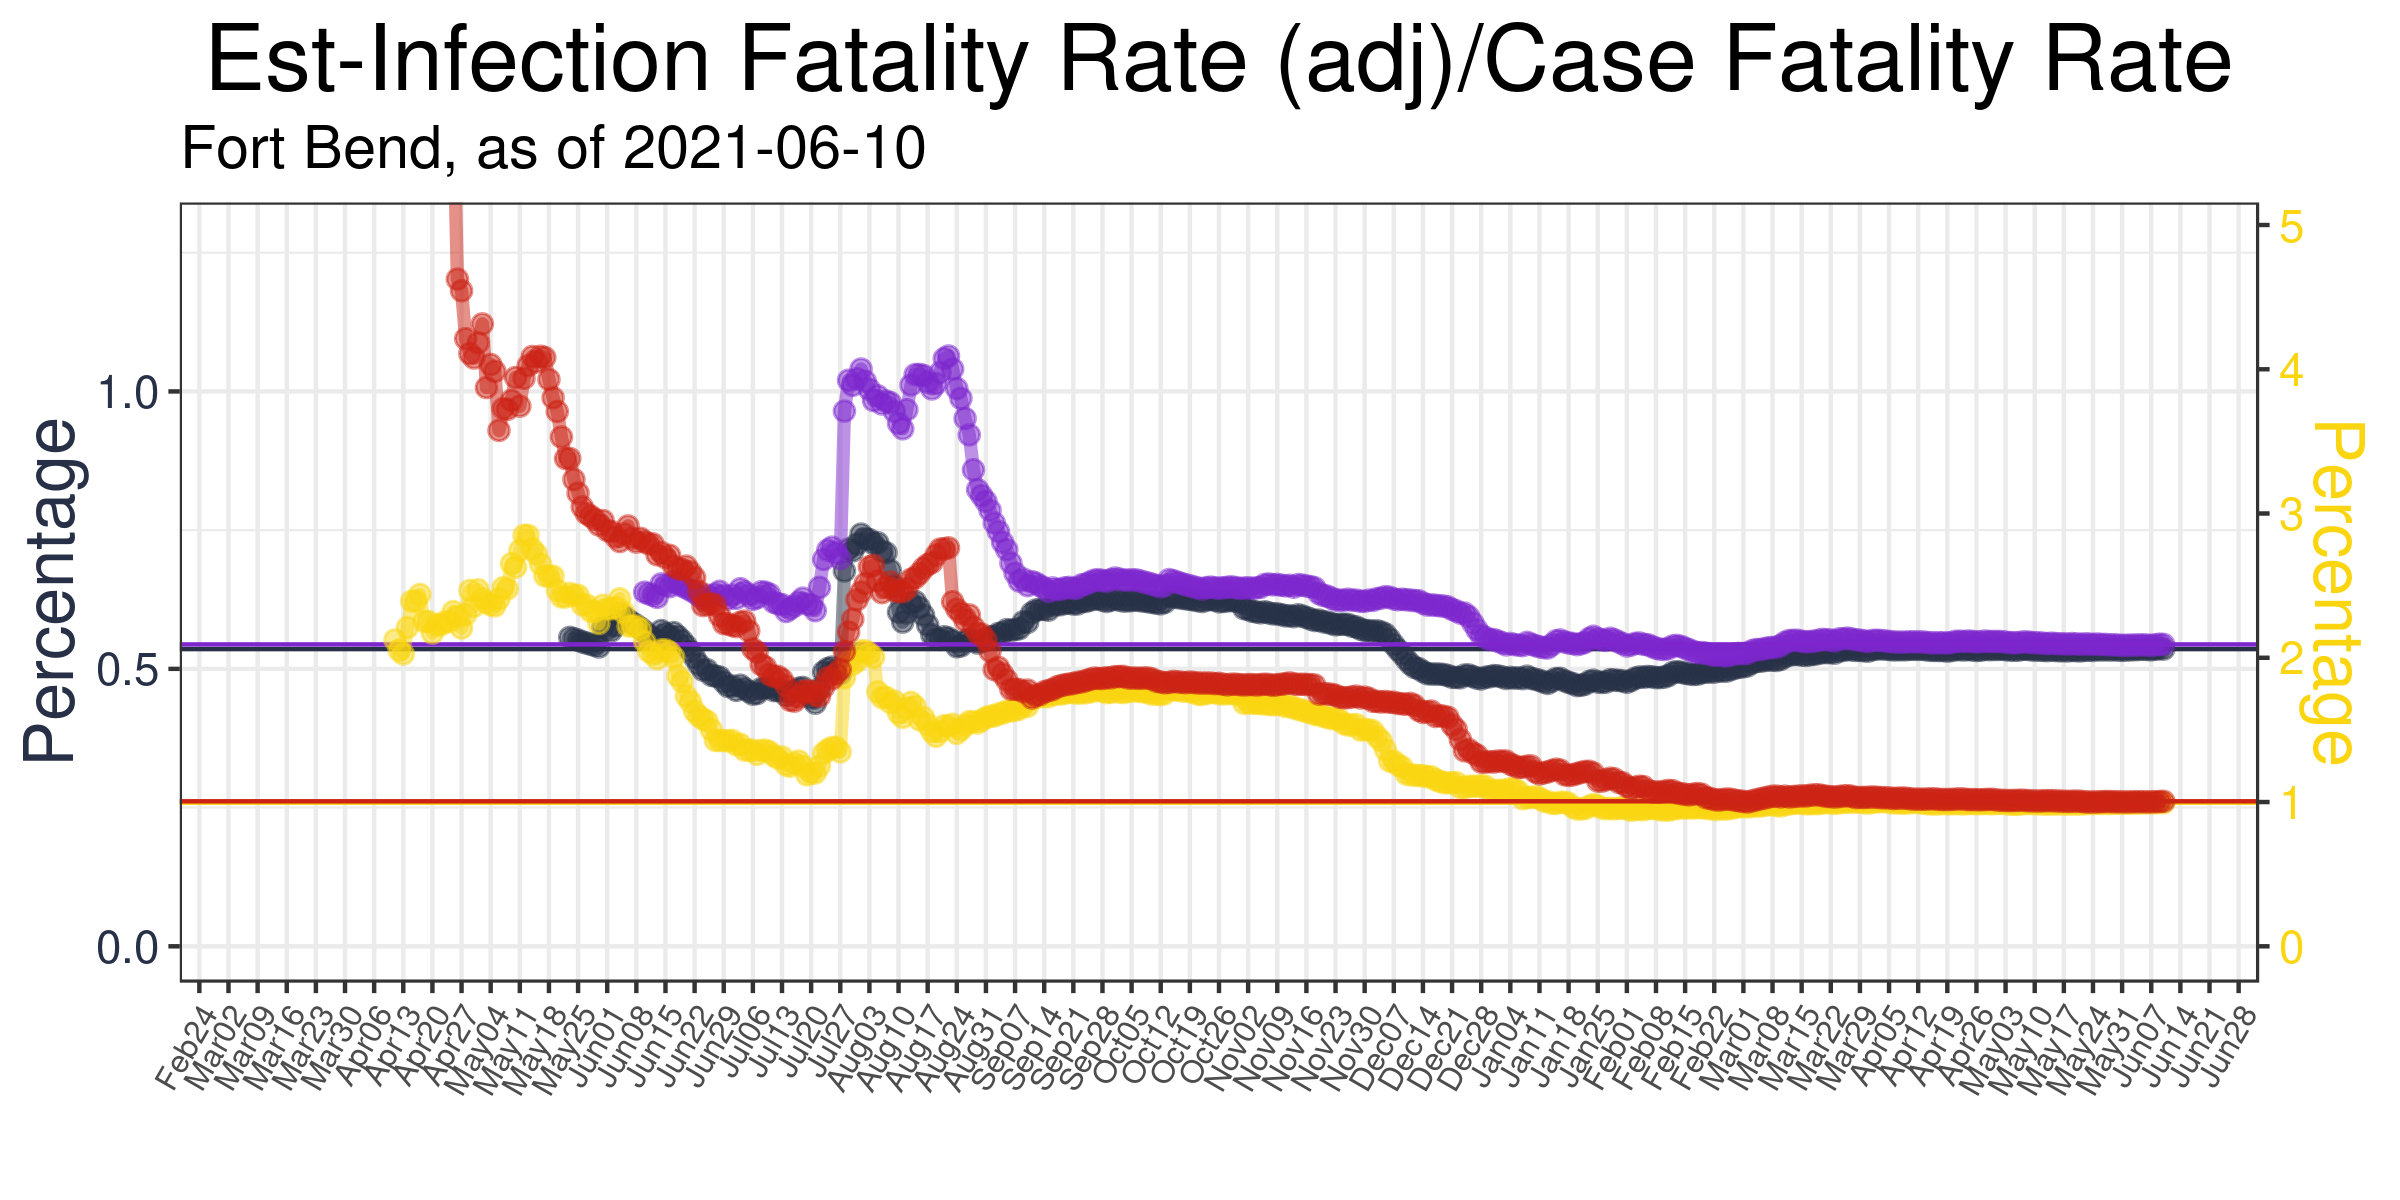 Est-Infection Fatality Rate (adj)/Case Fatality Rate
Fort Bend, as of 2021-06-10
Percentage
1.0
0.5
0.0
5
4
3
2
1
0
Percentage
Feb24
Mar02
Mar09
Mar16
Mar23
Mar30
Apr06
Apr13
Apr20
Apr27
May04
May11
May18
May25
Jun01
Jun08
Jun15
Jun22
Jun29
Jul06
Jul13
Jul20
Jul27
Aug03
Aug10
Aug17
Aug24
Aug31
Sep07
Sep14
Sep21
Sep28
Oct05
Oct12
Oct19
Oct26
Nov02
Nov09
Nov16
Nov23
Nov30
Dec07
Dec14
Dec21
Dec28
Jan04
Jan11
Jan18
Jan25
Feb01
Feb08
Feb15
Feb22
Mar01
Mar08
Mar15
Mar22
Mar29
Apr05
Apr12
Apr19
Apr26
May03
May10
May17
May24
May31
Jun07
Jun14
Jun21
Jun28